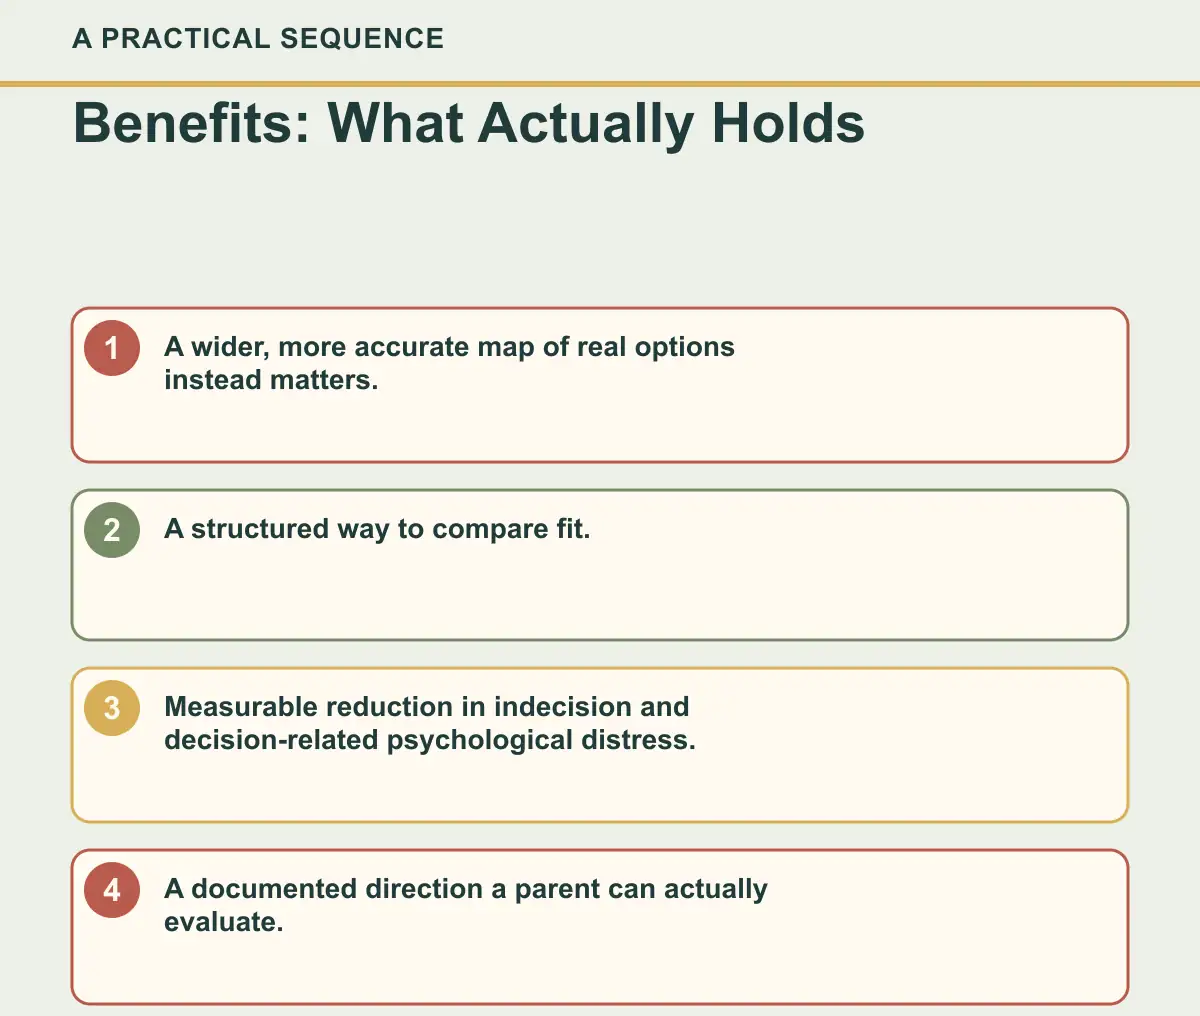 A PRACTICAL SEQUENCE
Benefits: What Actually Holds
1
A wider, more accurate map of real options
instead matters.
2
A structured way to compare fit.
3
Measurable reduction in indecision and
decision-related psychological distress.
4
A documented direction a parent can actually
evaluate.